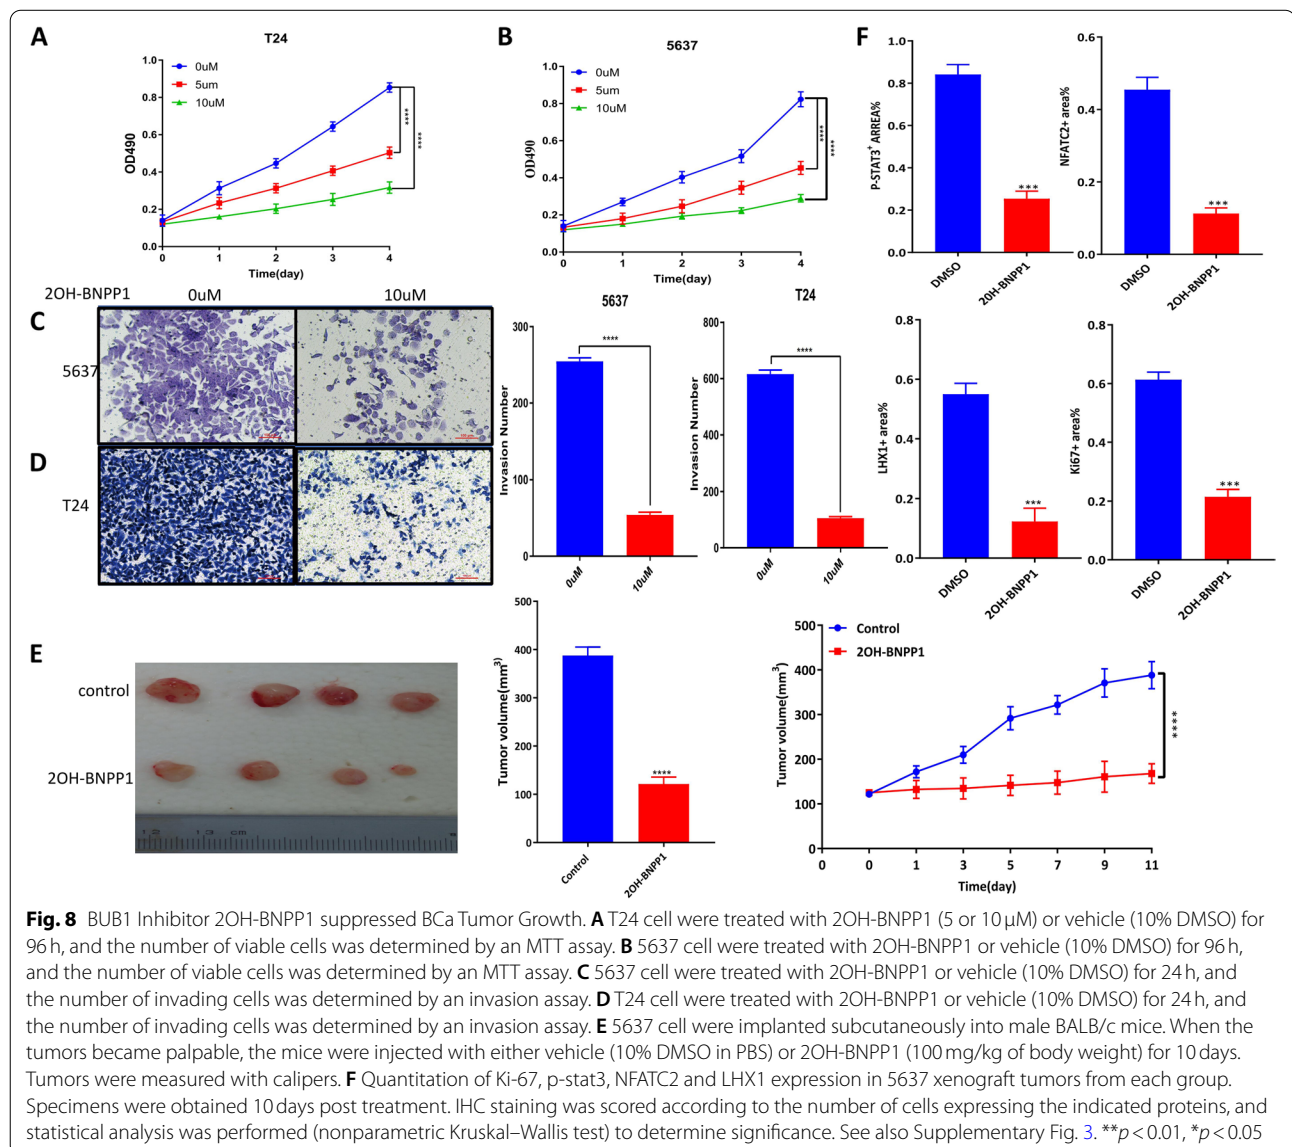 A
T24
0uM
5um
10uM
OD490
1.0
0.8
0.6
0.4
0.2
0.0
0 1 2 3 4
Time(day)
****
****
B
5637
0uM
5um
10uM
OD490
1.0
0.8
0.6
0.4
0.2
0.0
0 1 2 3 4
Time(day)
****
****
F
P-STAT3+ ARREA%
1.0
0.8
0.6
0.4
0.2
0.0
***
DMSO
20H-BNPP1
NFATC2+ area%
0.6
0.4
0.2
0.0
***
DMSO
2OH-BNPP1
2OH-BNPP1 0uM 10uM
C
5637
D
T24
5637
Invasion Number
300
200
100
0
****
0uM
10uM
T24
Invasion Number
800
600
400
200
0
****
0uM
10uM
LHX1+ area%
0.8
0.6
0.4
0.2
0.0
***
DMSO
2OH-BNPP1
Ki67+ area%
0.8
0.6
0.4
0.2
0.0
***
DMSO
2OH-BNPP1
E
control
2OH-BNPP1
12 13 cm
Tumor volume(mm3)
500
400
300
200
100
0
****
Control
2OH-BNPP1
Control
2OH-BNPP1
Tumor volume(mm3)
500
400
300
200
100
0
0 0 1 3 5 7 9 11
Time(day)
****
Fig. 8 BUB1 Inhibitor 2OH-BNPP1 suppressed BCa Tumor Growth. A T24 cell were treated with 2OH-BNPP1 (5 or 10 μM) or vehicle (10% DMSO) for
96 h, and the number of viable cells was determined by an MTT assay. B 5637 cell were treated with 2OH-BNPP1 or vehicle (10% DMSO) for 96 h,
and the number of viable cells was determined by an MTT assay. C 5637 cell were treated with 2OH-BNPP1 or vehicle (10% DMSO) for 24 h, and
the number of invading cells was determined by an invasion assay. D T24 cell were treated with 2OH-BNPP1 or vehicle (10% DMSO) for 24 h, and
the number of invading cells was determined by an invasion assay. E 5637 cell were implanted subcutaneously into male BALB/c mice. When the
tumors became palpable, the mice were injected with either vehicle (10% DMSO in PBS) or 2OH-BNPP1 (100 mg/kg of body weight) for 10 days.
Tumors were measured with calipers. F Quantitation of Ki-67, p-stat3, NFATC2 and LHX1 expression in 5637 xenograft tumors from each group.
Specimens were obtained 10 days post treatment. IHC staining was scored according to the number of cells expressing the indicated proteins, and
statistical analysis was performed (nonparametric Kruskal–Wallis test) to determine significance. See also Supplementary Fig. 3. **p < 0.01, *p < 0.05